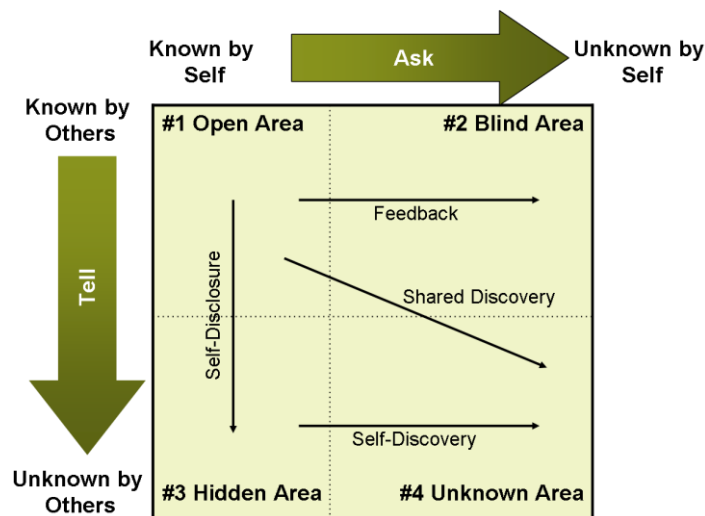 Known by
Self
Ask
Unknown by
Self
Known by
Others
#1 Open Area
#2 Blind Area
Feedback
Tell
Self-Disclosure
Shared Discovery
Self-Discovery
Unknown by
Others
#3 Hidden Area
#4 Unknown Area